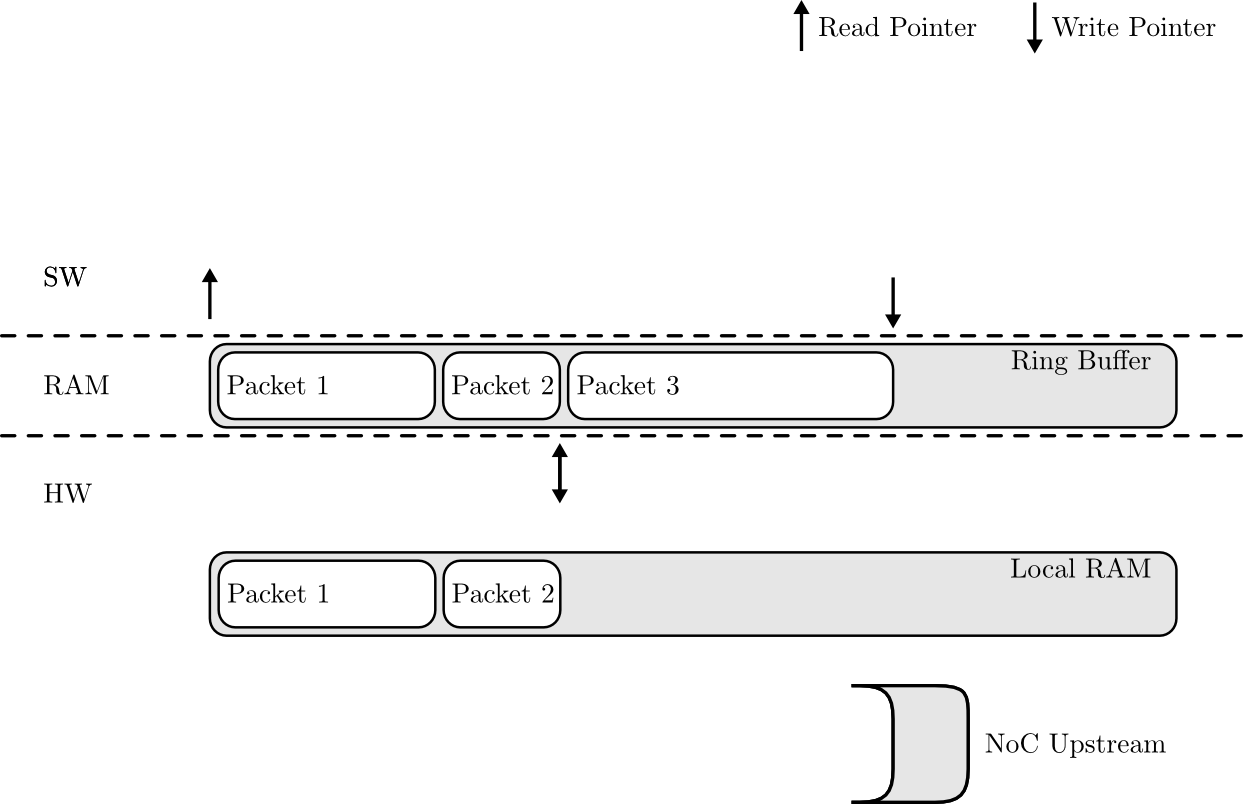 Read Pointer
Write Pointer
SW
Ring Buffer
RAM
Packet 1
Packet 2
Packet 3
HW
Local RAM
Packet 1
Packet 2
NoC Upstream